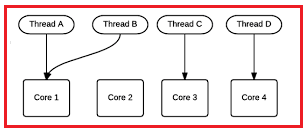 Thread A Thread B Thread C Thread D
Core 1 Core 2 Core 3 Core 4